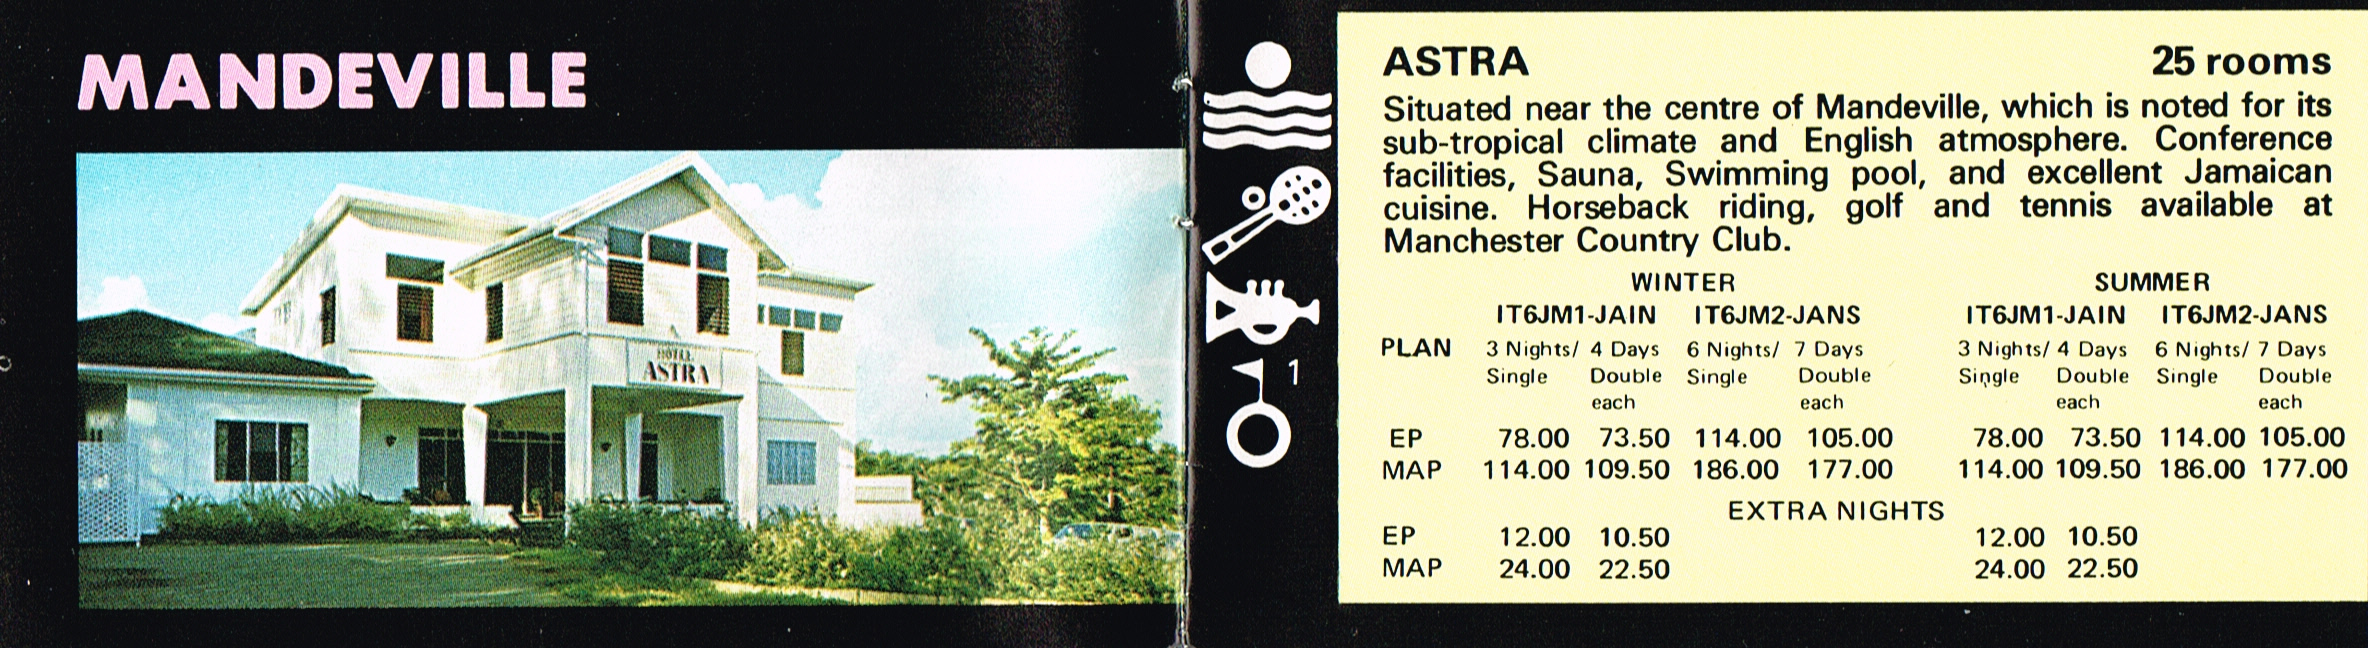 MANDEVILLE
HOTEL
ASTRA
1
ASTRA 25 rooms
Situated near the centre of Mandeville, which is noted for its
sub-tropical climate and English atmosphere. Conference
facilities, Sauna, Swimming pool, and excellent Jamaican
cuisine. Horseback riding, golf and tennis available at
Manchester Country Club.
WINTER SUMMER
IT6JM1-JAIN IT6JM2-JANS IT6JM1-JAIN IT6JM2-JANS
PLAN 3 Nights/ 4 Days 6 Nights/ 7 Days 3 Nights/ 4 Days 6 Nights/ 7 Days
Single Double Single Double Single Double Single Double
each each each each
EP 78.00 73.50 114.00 105.00 78.00 73.50 114.00 105.00
MAP 114.00 109.50 186.00 177.00 114.00 109.50 186.00 177.00
EXTRA NIGHTS
EP 12.00 10.50 12.00 10.50
MAP 24.00 22.50 24.00 22.50